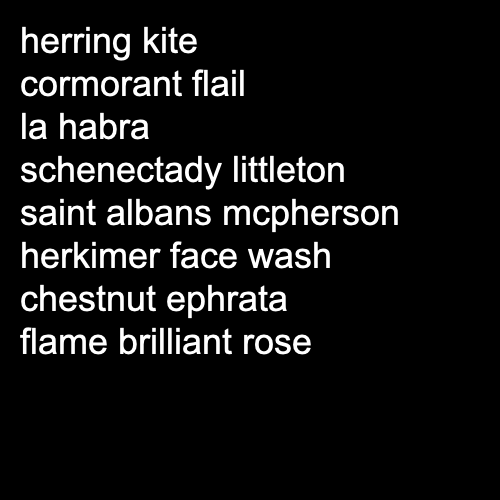 herring kite
cormorant flail
la habra
schenectady littleton
saint albans mcpherson
herkimer face wash
chestnut ephrata
flame brilliant rose